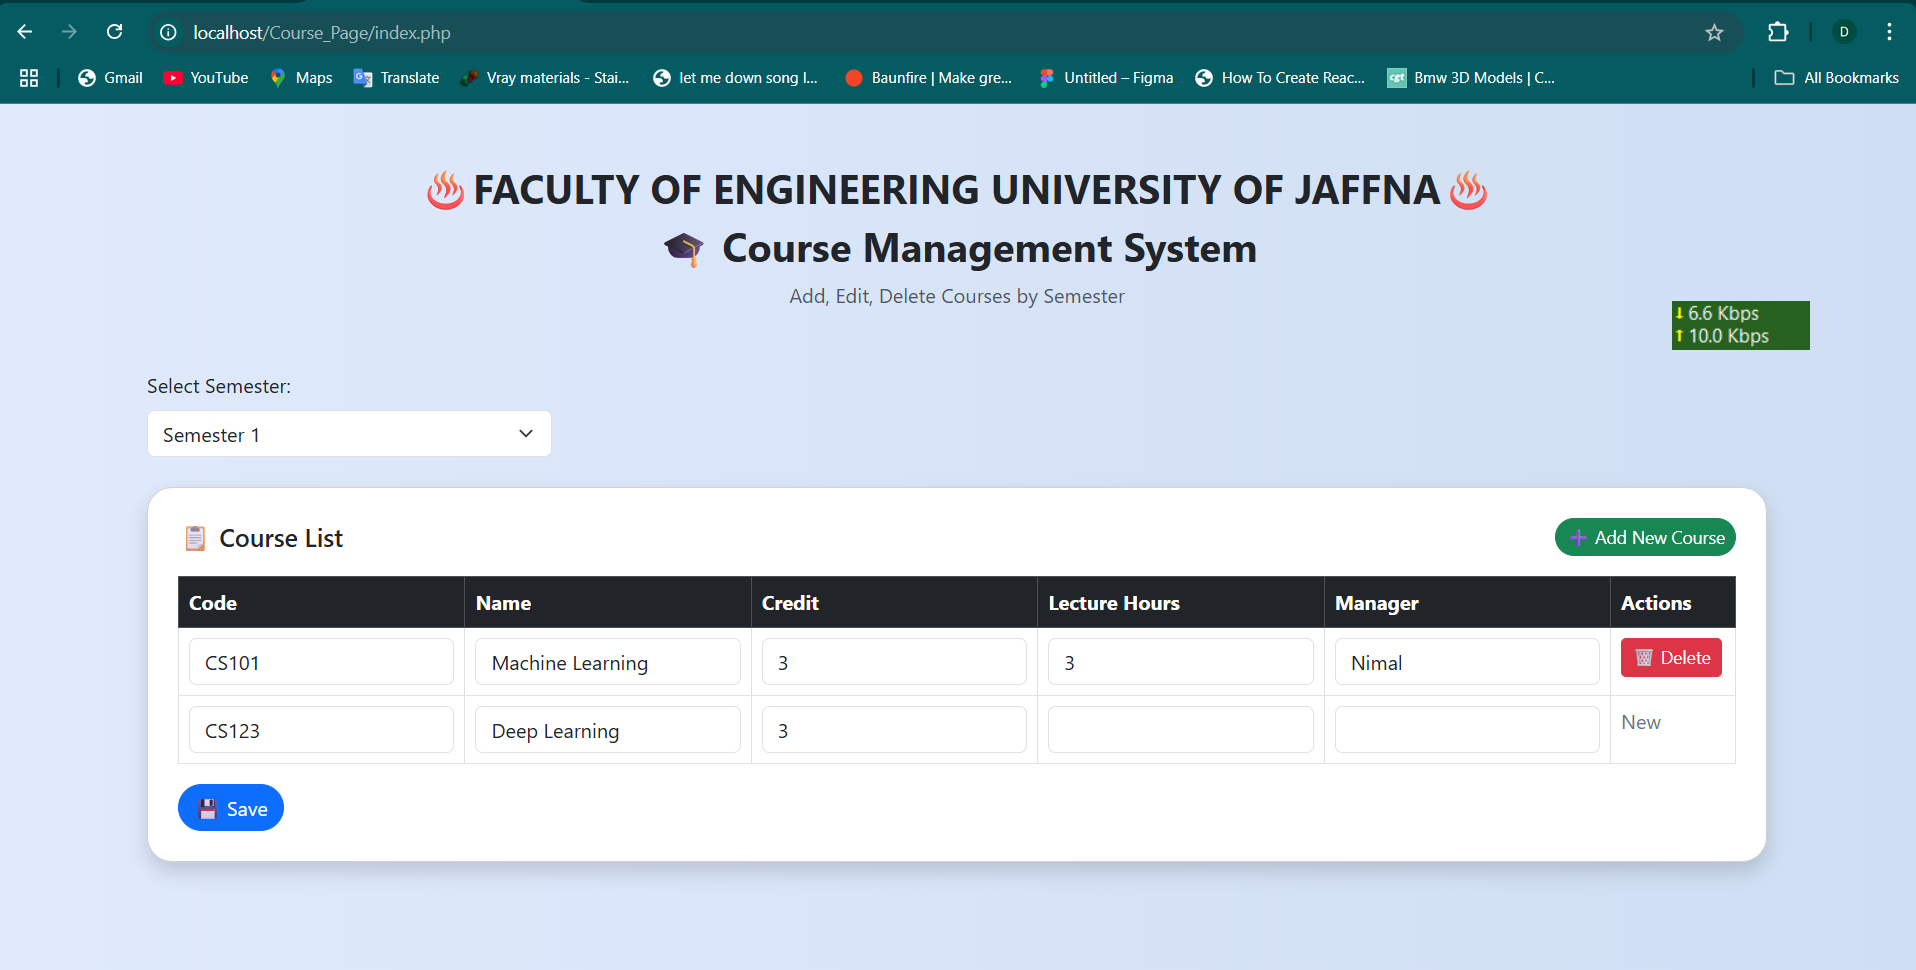 localhost/Course_Page/index.php
D
Gmail YouTube Maps Translate Vray materials - Stai... let me down song l... Baunfire | Make gre... Untitled – Figma How To Create Reac... cgt Bmw 3D Models | C... All Bookmarks
FACULTY OF ENGINEERING UNIVERSITY OF JAFFNA
Course Management System
Add, Edit, Delete Courses by Semester
6.6 Kbps
10.0 Kbps
Select Semester:
Semester 1
Course List
Add New Course
Code Name Credit Lecture Hours Manager Actions
CS101 Machine Learning 3 3 Nimal Delete
CS123 Deep Learning 3 New
Save